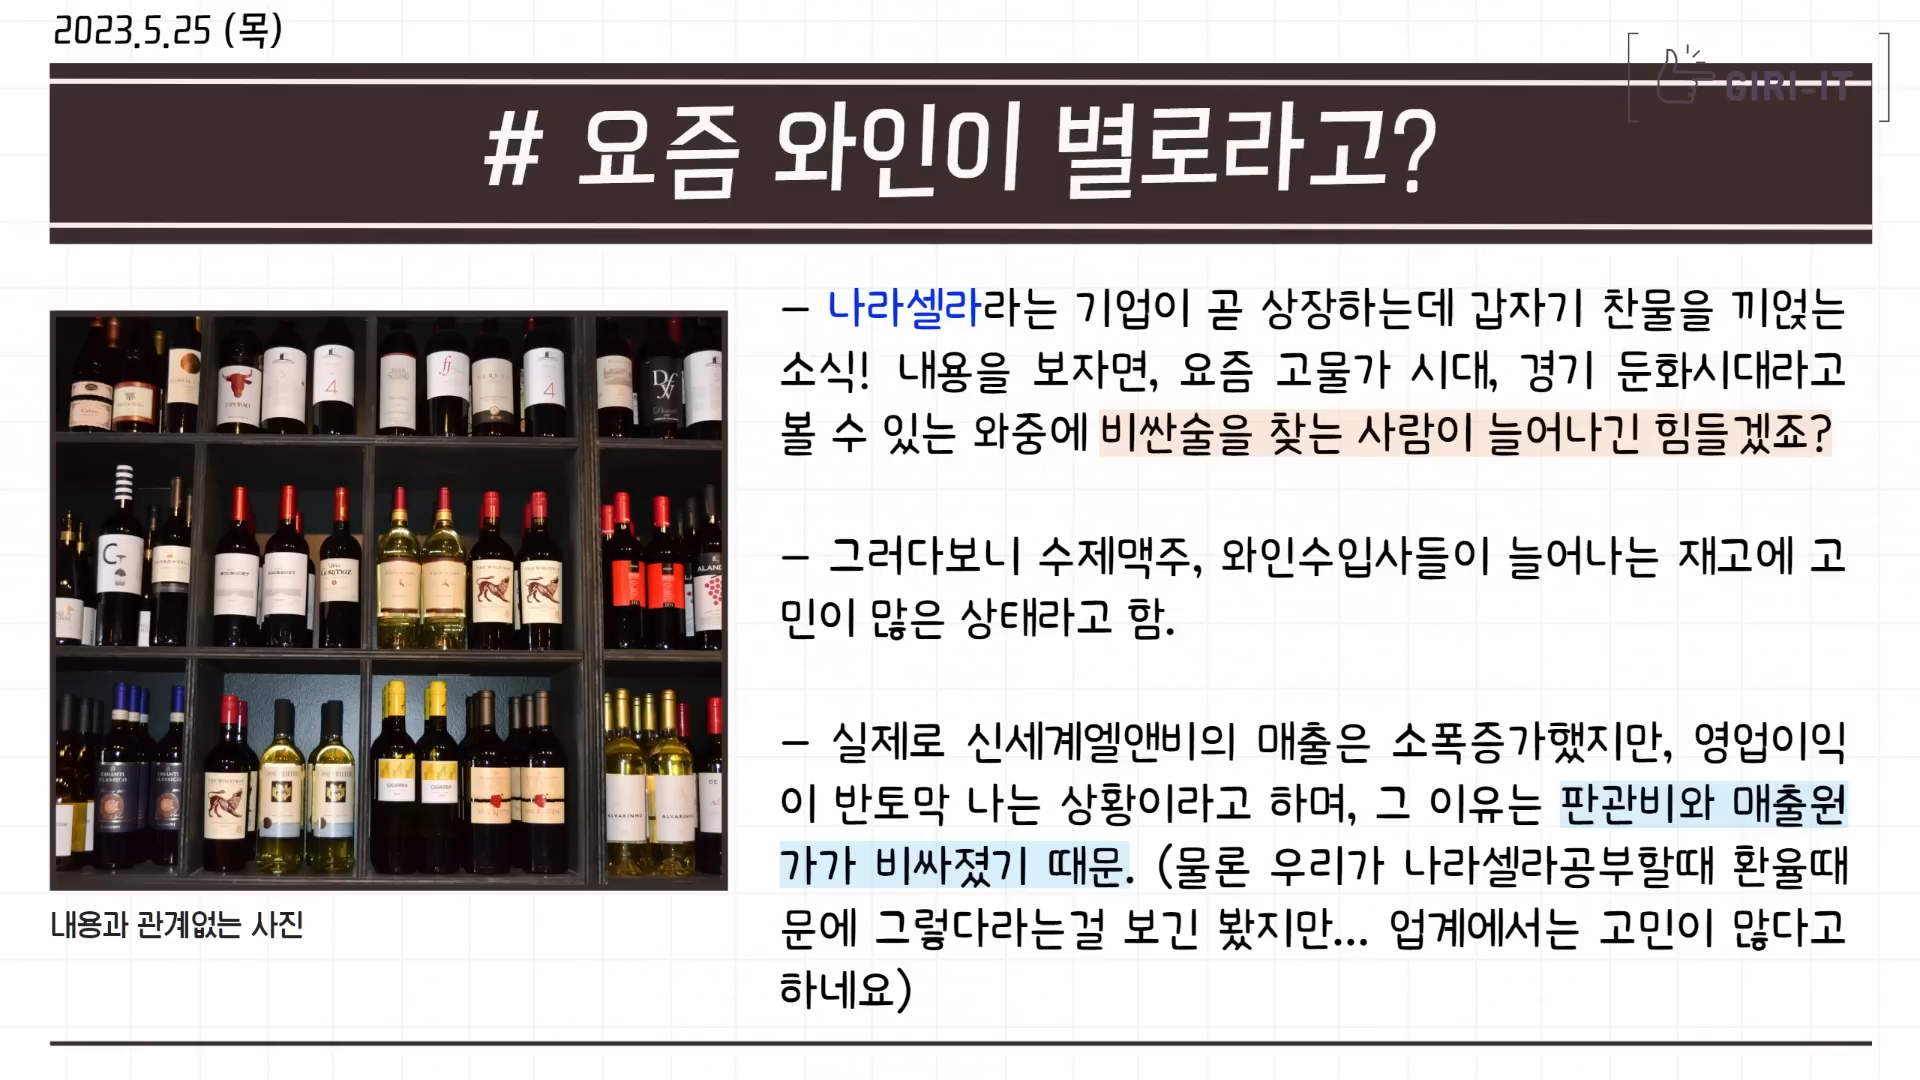 2023.5.25 (목)
GIRI-IT
# 요즘 와인이 별로라고?
- 나라셀라라는 기업이 곧 상장하는데 갑자기 찬물을 끼얹는
소식! 내용을 보자면, 요즘 고물가 시대, 경기 둔화시대라고
볼 수 있는 와중에 비싼술을 찾는 사람이 늘어나긴 힘들겠죠?
- 그러다보니 수제맥주, 와인수입사들이 늘어나는 재고에 고
민이 많은 상태라고 함.
- 실제로 신세계엘앤비의 매출은 소폭증가했지만, 영업이익
이 반토막 나는 상황이라고 하며, 그 이유는 판관비와 매출원
가가 비싸졌기 때문. (물론 우리가 나라셀라공부할때 환율때
문에 그렇다라는걸 보긴 봤지만... 업계에서는 고민이 많다고
하네요)
내용과 관계없는 사진